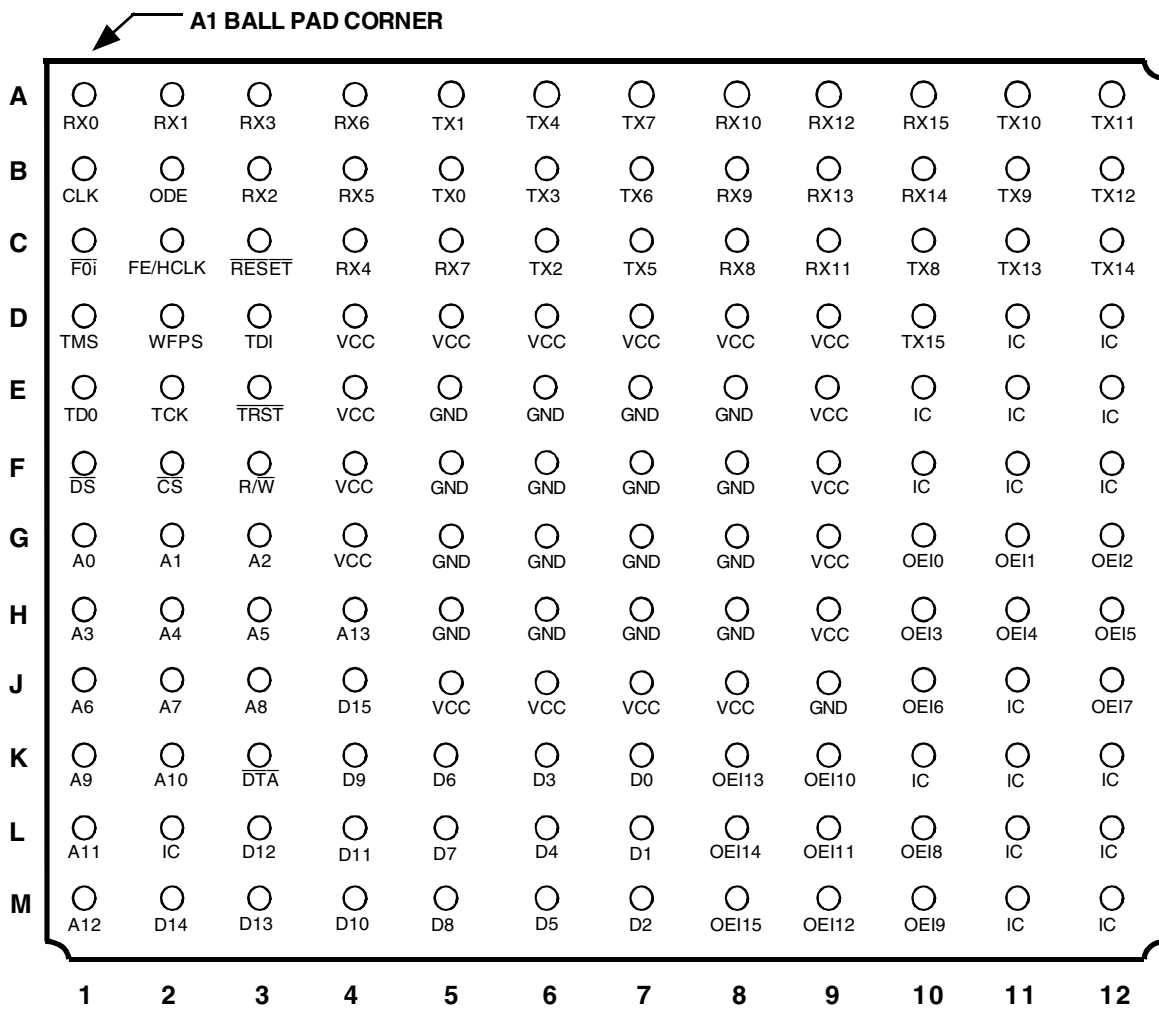 A1 BALL PAD CORNER
A
RX0 RX1 RX3 RX6 TX1 TX4 TX7 RX10 RX12 RX15 TX10 TX11
B
CLK ODE RX2 RX5 TX0 TX3 TX6 RX9 RX13 RX14 TX9 TX12
C
F0i FE/HCLK RESET RX4 RX7 TX2 TX5 RX8 RX11 TX8 TX13 TX14
D
TMS WFPS TDI VCC VCC VCC VCC VCC VCC TX15 IC IC
E
TD0 TCK TRST VCC GND GND GND GND VCC IC IC IC
F
DS CS R/W VCC GND GND GND GND VCC IC IC IC
G
A0 A1 A2 VCC GND GND GND GND VCC OEI0 OEI1 OEI2
H
A3 A4 A5 A13 GND GND GND GND VCC OEI3 OEI4 OEI5
J
A6 A7 A8 D15 VCC VCC VCC VCC GND OEI6 IC OEI7
K
A9 A10 DTA D9 D6 D3 D0 OEI13 OEI10 IC IC IC
L
A11 IC D12 D11 D7 D4 D1 OEI14 OEI11 OEI8 IC IC
M
A12 D14 D13 D10 D8 D5 D2 OEI15 OEI12 OEI9 IC IC
1 2 3 4 5 6 7 8 9 10 11 12